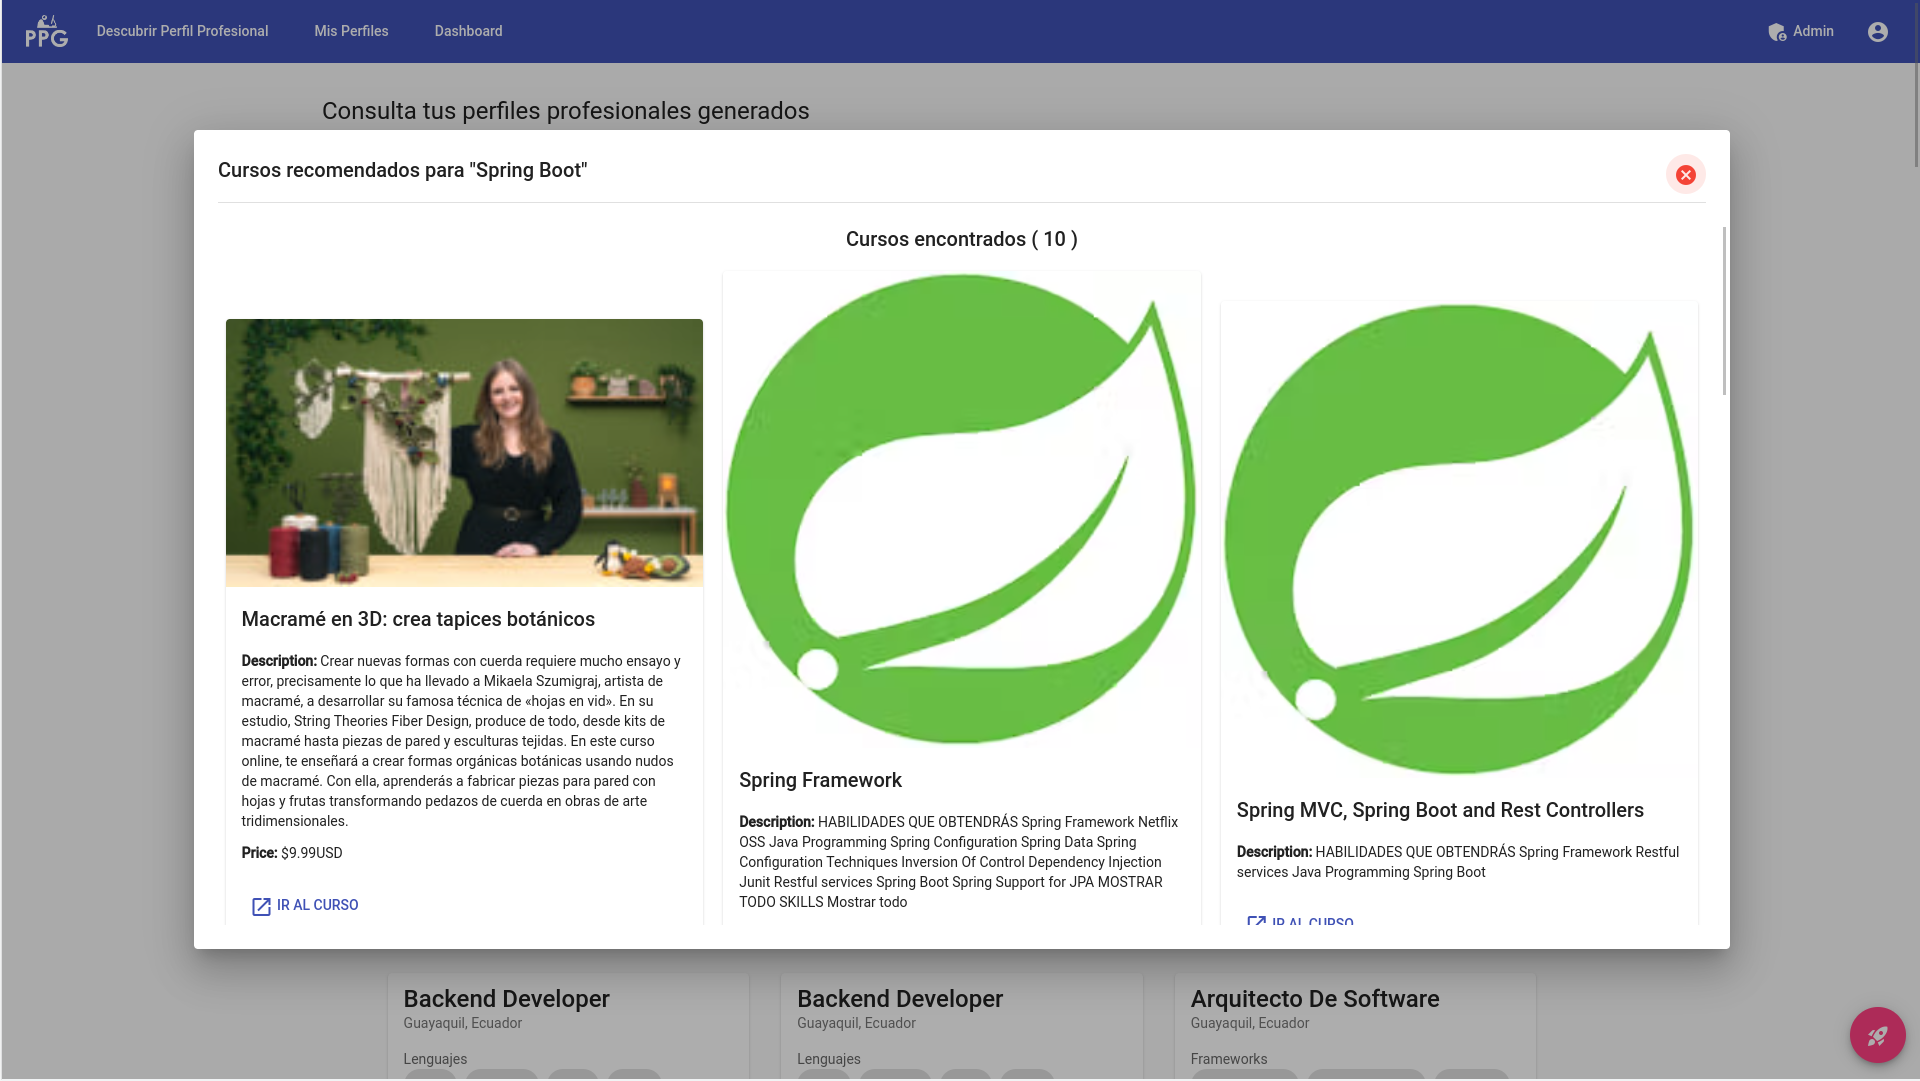 PPG
Descubrir Perfil Profesional
Mis Perfiles
Dashboard
Admin
Consulta tus perfiles profesionales generados
Cursos recomendados para "Spring Boot"
Cursos encontrados ( 10 )
Macramé en 3D: crea tapices botánicos
Description: Crear nuevas formas con cuerda requiere mucho ensayo y
error, precisamente lo que ha llevado a Mikaela Szumigraj, artista de
macramé, a desarrollar su famosa técnica de «hojas en vid». En su
estudio, String Theories Fiber Design, produce de todo, desde kits de
macramé hasta piezas de pared y esculturas tejidas. En este curso
online, te enseñará a crear formas orgánicas botánicas usando nudos
de macramé. Con ella, aprenderás a fabricar piezas para pared con
hojas y frutas transformando pedazos de cuerda en obras de arte
tridimensionales.
Price: $9.99USD
IR AL CURSO
Spring Framework
Description: HABILIDADES QUE OBTENDRÁS Spring Framework Netflix
OSS Java Programming Spring Configuration Spring Data Spring
Configuration Techniques Inversion Of Control Dependency Injection
Junit Restful services Spring Boot Spring Support for JPA MOSTRAR
TODO SKILLS Mostrar todo
Spring MVC, Spring Boot and Rest Controllers
Description: HABILIDADES QUE OBTENDRÁS Spring Framework Restful
services Java Programming Spring Boot
IR AL CURSO
Backend Developer
Guayaquil, Ecuador
Lenguajes
Backend Developer
Guayaquil, Ecuador
Lenguajes
Arquitecto De Software
Guayaquil, Ecuador
Frameworks